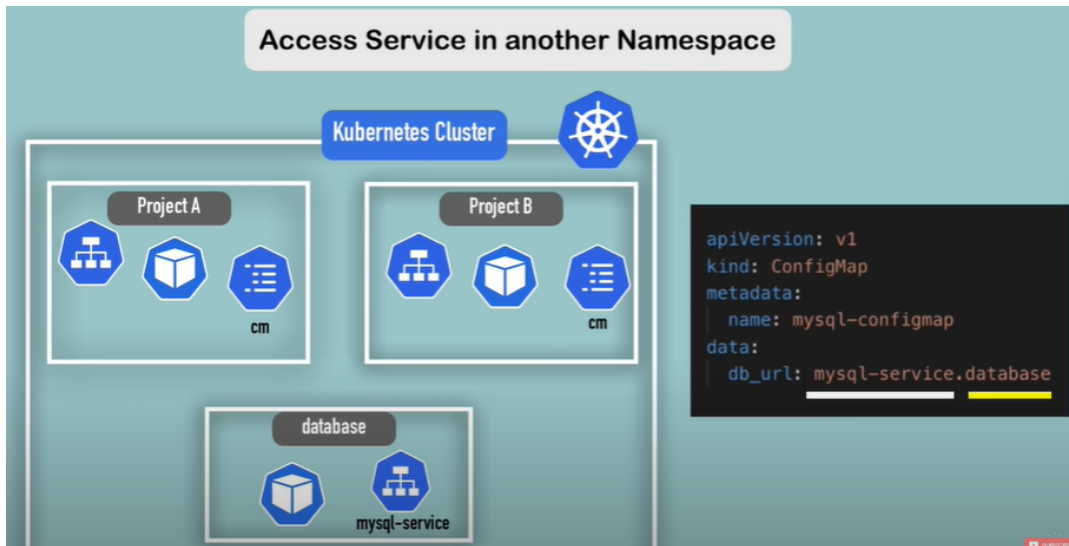 Access Service in another Namespace
Kubernetes Cluster
Project A
Project B
cm
cm
database
mysql-service
apiVersion: v1
kind: ConfigMap
metadata:
name: mysql-configmap
data:
db_url: mysql-service.database